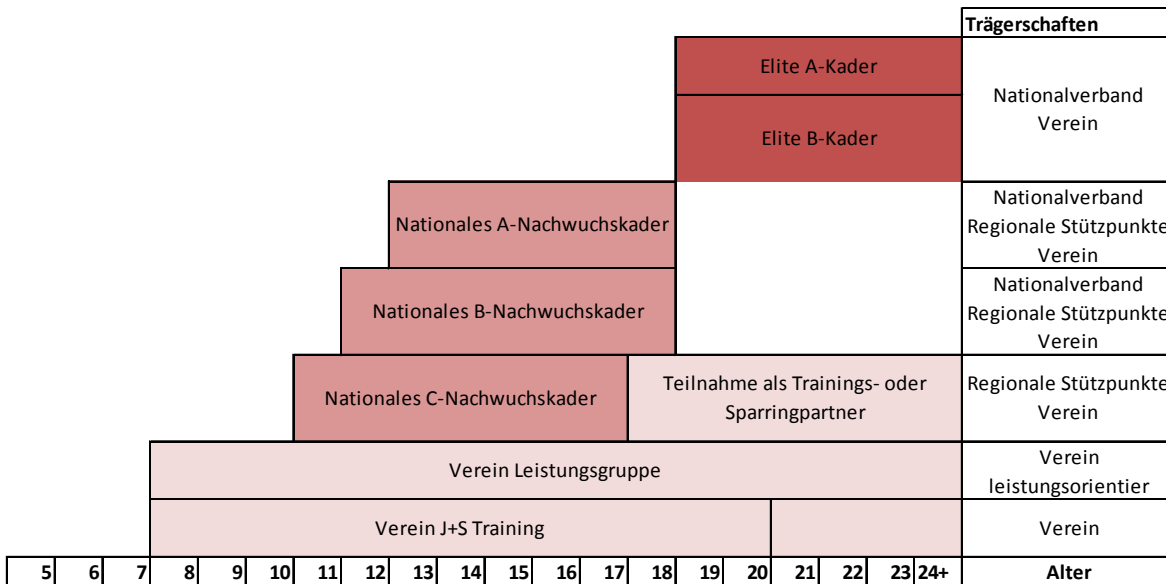 Trägerschaften
Elite A-Kader
Elite B-Kader
Nationalverband
Verein
Nationales A-Nachwuchskader
Nationalverband
Regionale Stützpunkte
Verein
Nationales B-Nachwuchskader
Nationalverband
Regionale Stützpunkte
Verein
Nationales C-Nachwuchskader
Teilnahme als Trainings- oder
Sparringpartner
Regionale Stützpunkte
Verein
Verein Leistungsgruppe
Verein
leistungsorientier
Verein J+S Training
Verein
5 6 7 8 9 10 11 12 13 14 15 16 17 18 19 20 21 22 23 24+ Alter